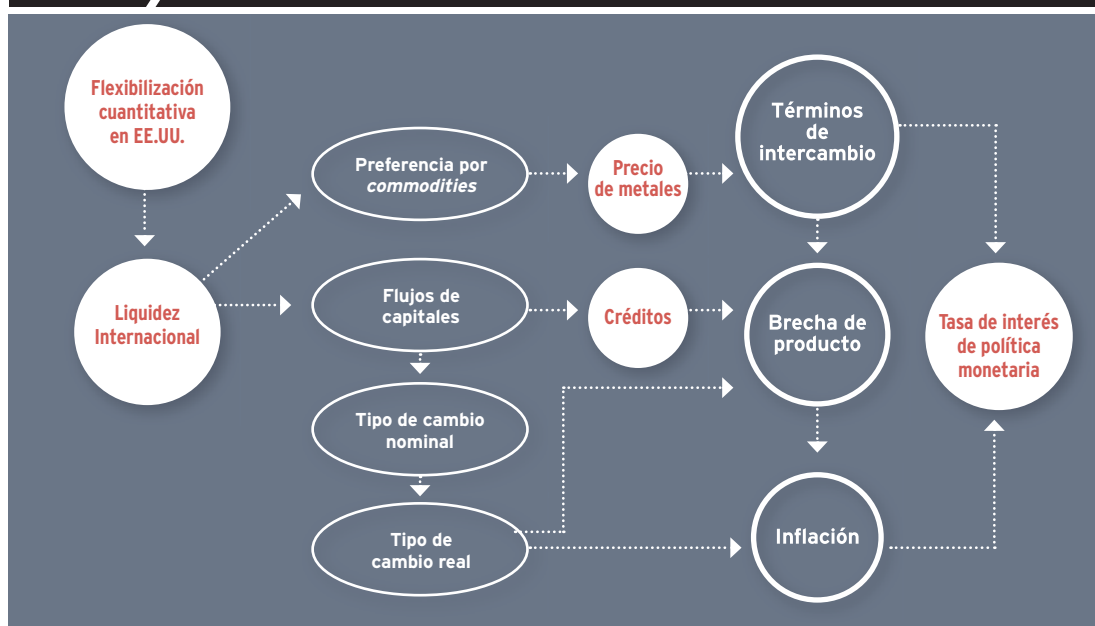 Flexibilización
cuantitativa
en EE.UU.
Liquidez
Internacional
Preferencia por
commodities
Precio
de metales
Términos
de
intercambio
Flujos de
capitales
Créditos
Brecha de
producto
Tasa de interés
de política
monetaria
Tipo de cambio
nominal
Tipo de
cambio real
Inflación